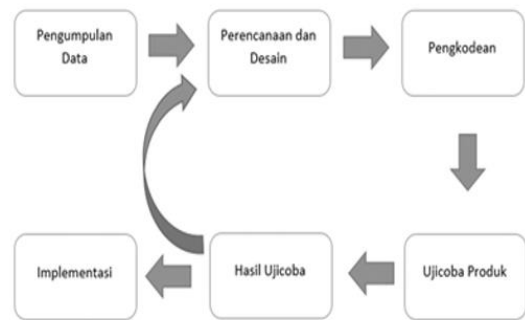 Pengumpulan
Data
Perencanaan dan
Desain
Pengkodean
Implementasi
Hasil Ujicoba
Ujicoba Produk